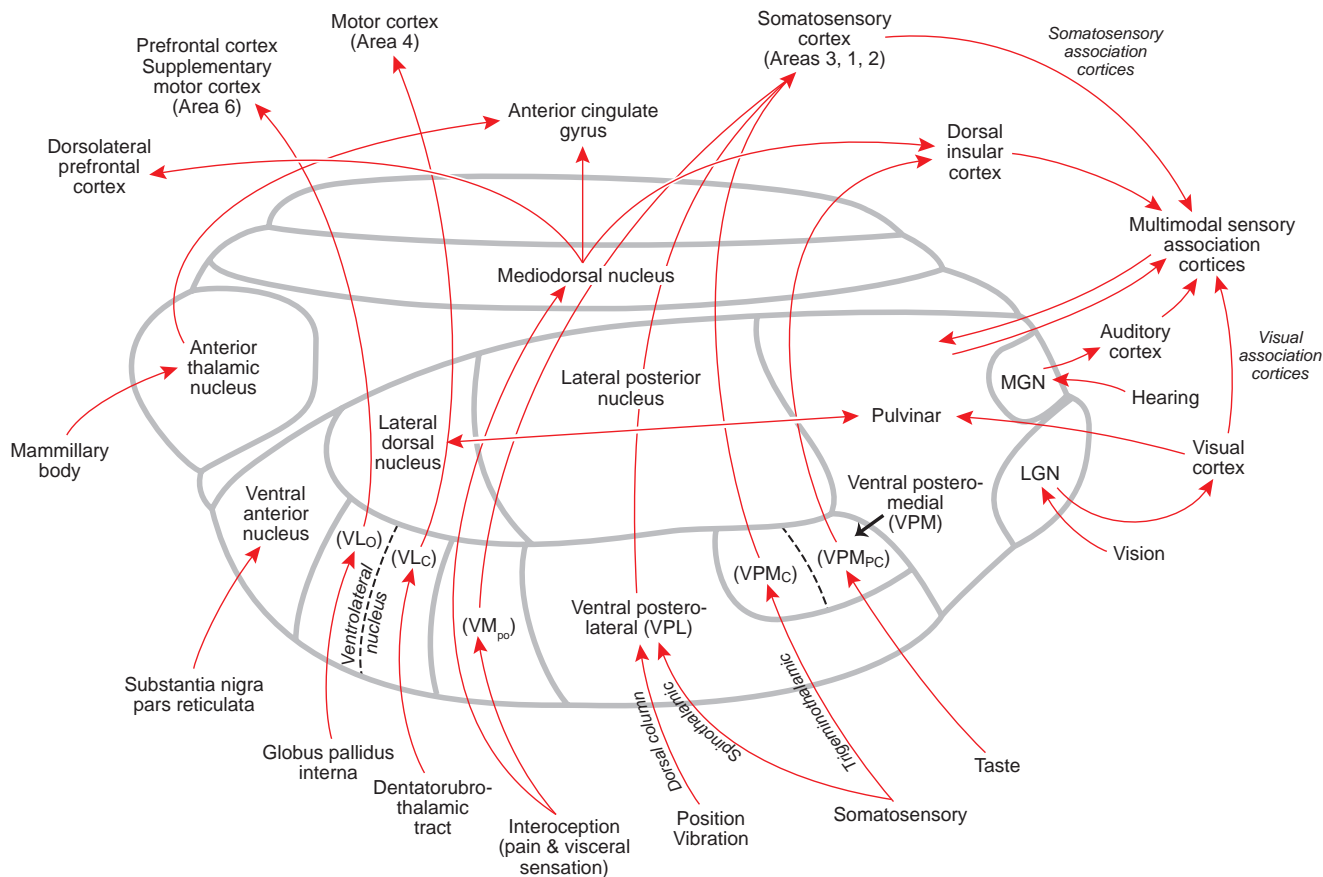 Motor cortex
(Area 4)
Prefrontal cortex
Supplementary
motor cortex
(Area 6)
Somatosensory
cortex
(Areas 3, 1, 2)
Somatosensory
association
cortices
Anterior cingulate
gyrus
Dorsolateral
prefrontal
cortex
Dorsal
insular
cortex
Multimodal sensory
association
cortices
Mediodorsal nucleus
Anterior
thalamic
nucleus
Auditory
cortex
Visual
association
cortices
MGN
Hearing
Lateral posterior
nucleus
Lateral
dorsal
nucleus
Pulvinar
Mammillary
body
Visual
cortex
LGN
Ventral
anterior
nucleus
Ventral postero-
medial
(VPM)
Vision
(VLO)
(VLC)
(VPMC)
(VPMPC)
Ventrolateral
nucleus
(VMpo)
Ventral postero-
lateral (VPL)
Substantia nigra
pars reticulata
Dorsal column
Spinothalamic
Trigeminothalamic
Globus pallidus
interna
Taste
Dentatorubro-
thalamic
tract
Interoception
(pain & visceral
sensation)
Position
Vibration
Somatosensory